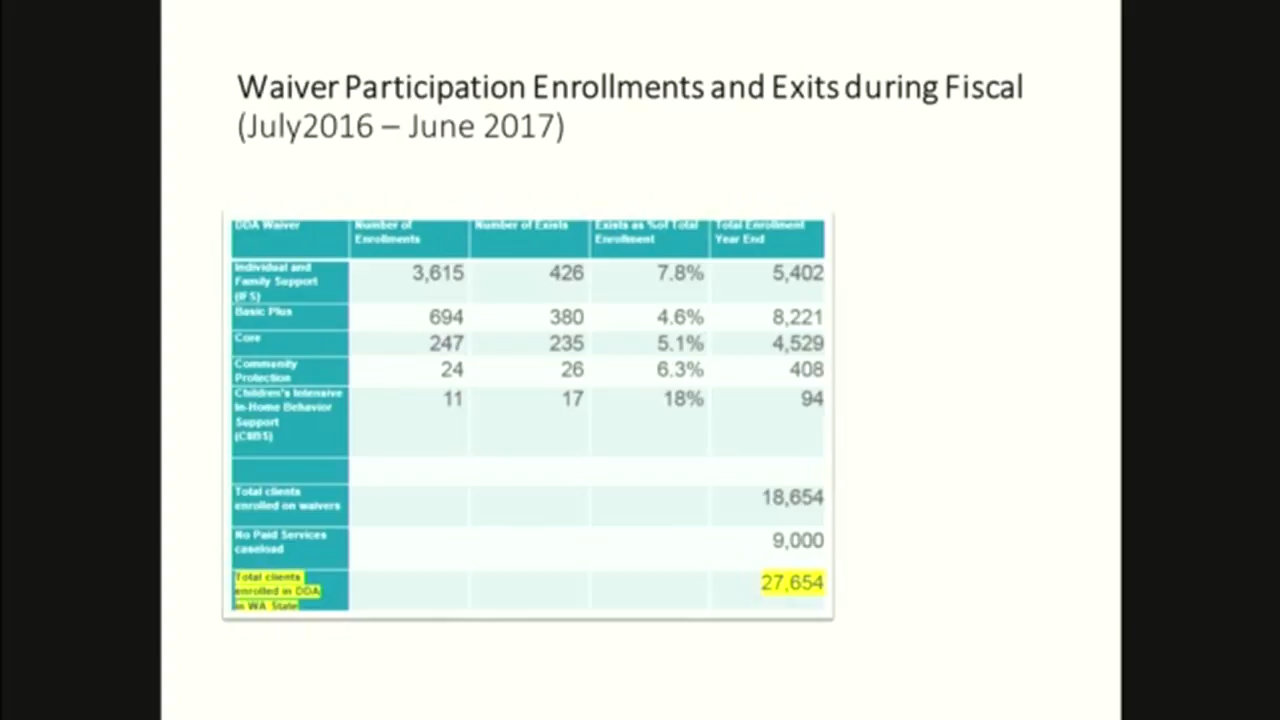 Waiver Participation Enrollments and Exits during Fiscal
(July2016 – June 2017)
DDA Waiver Number of Enrollments Number of Exists Exists as %of Total Enrollment Total Enrollment Year End
Individual and Family Support (IFS) 3,615 426 7.8% 5,402
Basic Plus 694 380 4.6% 8,221
Core 247 235 5.1% 4,529
Community Protection 24 26 6.3% 408
Children's Intensive In-Home Behavior Support (CIIBS) 11 17 18% 94
Total clients enrolled on waivers 18,654
No Paid Services caseload 9,000
Total clients enrolled in DDA in WA State 27,654